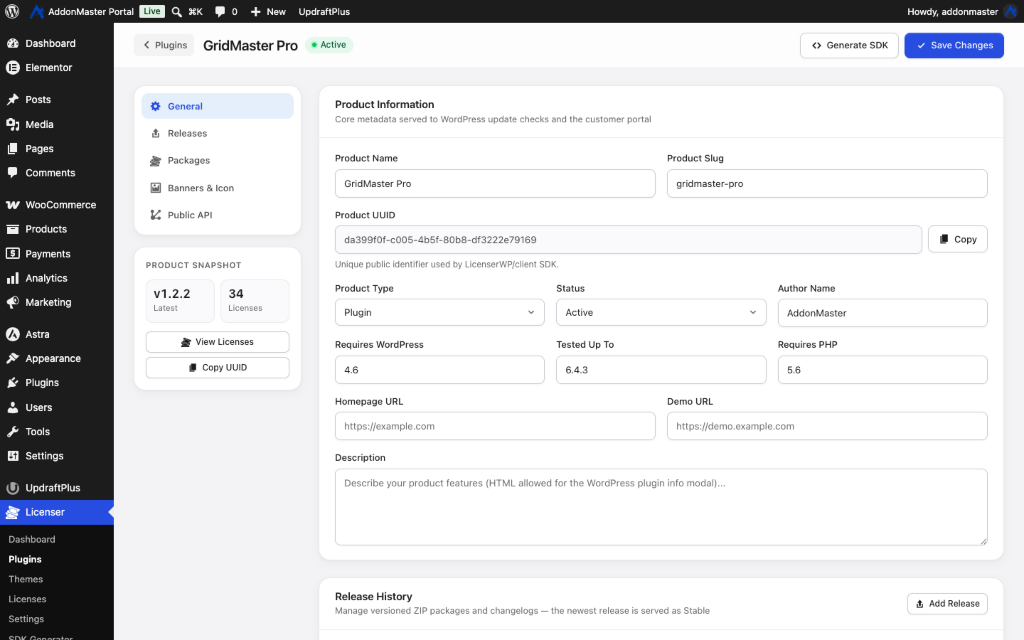 AddonMaster Portal Live ⌘K 0 New UpdraftPlus Howdy, addonmaster
Dashboard
Elementor
Posts
Media
Pages
Comments
WooCommerce
Products
Payments
Analytics
Marketing
Astra
Appearance
Plugins
Users
Tools
Settings
UpdraftPlus
Licenser
Dashboard
Plugins
Themes
Licenses
Settings
SDK Generator
Plugins GridMaster Pro Active Generate SDK Save Changes
General
Releases
Packages
Banners & Icon
Public API
PRODUCT SNAPSHOT
v1.2.2 34
Latest Licenses
View Licenses
Copy UUID
Product Information
Core metadata served to WordPress update checks and the customer portal
Product Name Product Slug
GridMaster Pro gridmaster-pro
Product UUID
da399f0f-c005-4b5f-80b8-df3222e79169 Copy
Unique public identifier used by LicenserWP/client SDK.
Product Type Status Author Name
Plugin Active AddonMaster
Requires WordPress Tested Up To Requires PHP
4.6 6.4.3 5.6
Homepage URL Demo URL
https://example.com https://demo.example.com
Description
Describe your product features (HTML allowed for the WordPress plugin info modal)...
Release History
Manage versioned ZIP packages and changelogs — the newest release is served as Stable
Add Release